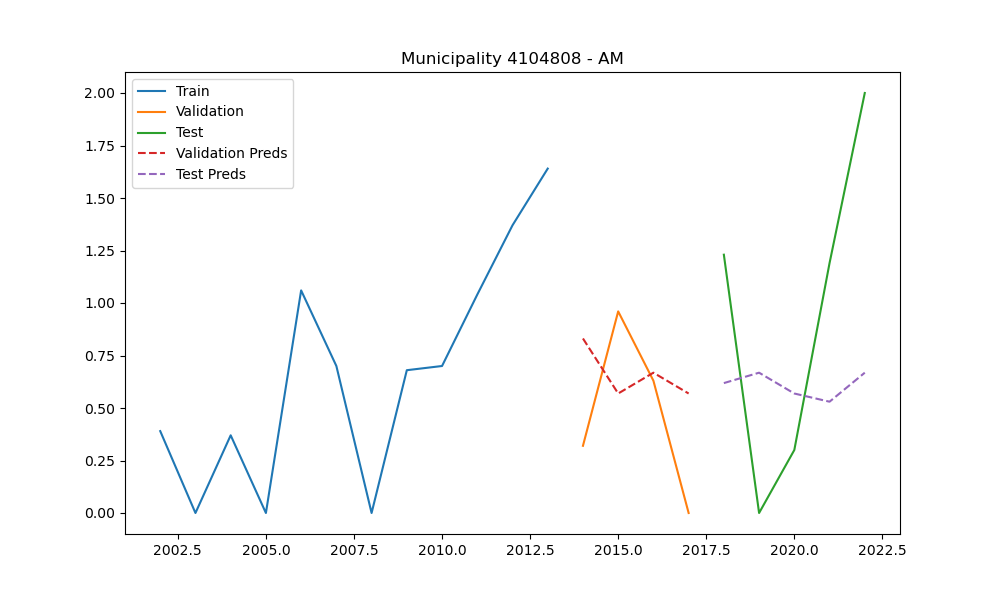 Municipality 4104808 - AM
Train
Validation
Test
Validation Preds
Test Preds
2.00
1.75
1.50
1.25
1.00
0.75
0.50
0.25
0.00
2002.5 2005.0 2007.5 2010.0 2012.5 2015.0 2017.5 2020.0 2022.5